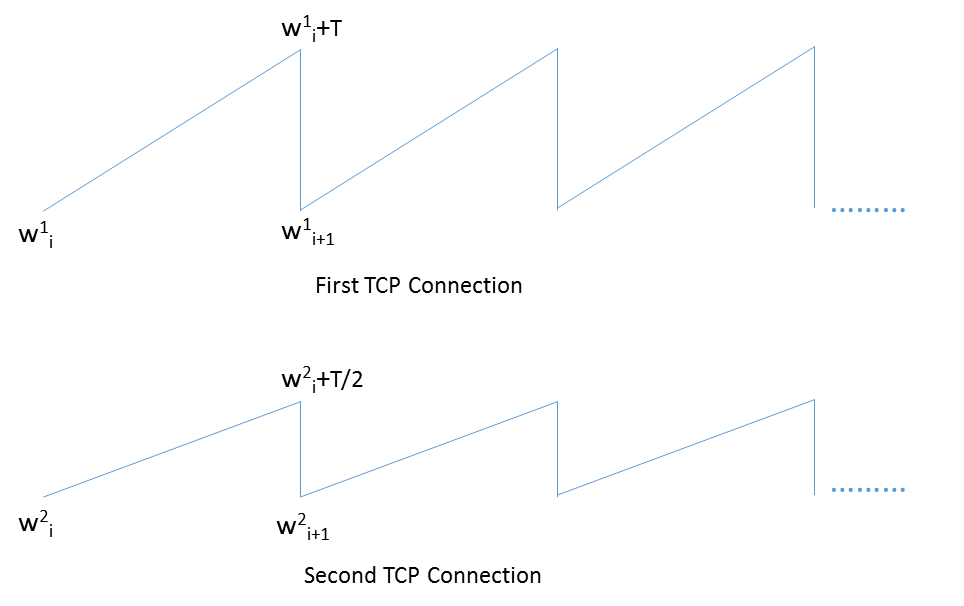 w¹ᵢ+T
w¹ᵢ
w¹ᵢ₊₁
First TCP Connection
w²ᵢ+T/2
w²ᵢ
w²ᵢ₊₁
Second TCP Connection